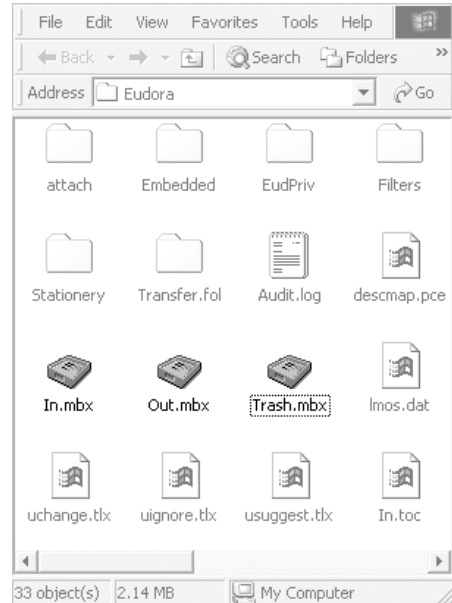 File Edit View Favorites Tools Help
Back Search Folders »
Address Eudora Go
attach Embedded EudPriv Filters
Stationery Transfer.fol Audit.log descmap.pce
In.mbx Out.mbx Trash.mbx lmos.dat
uchange.tlx uignore.tlx usuggest.tlx In.toc
33 object(s) 2.14 MB My Computer